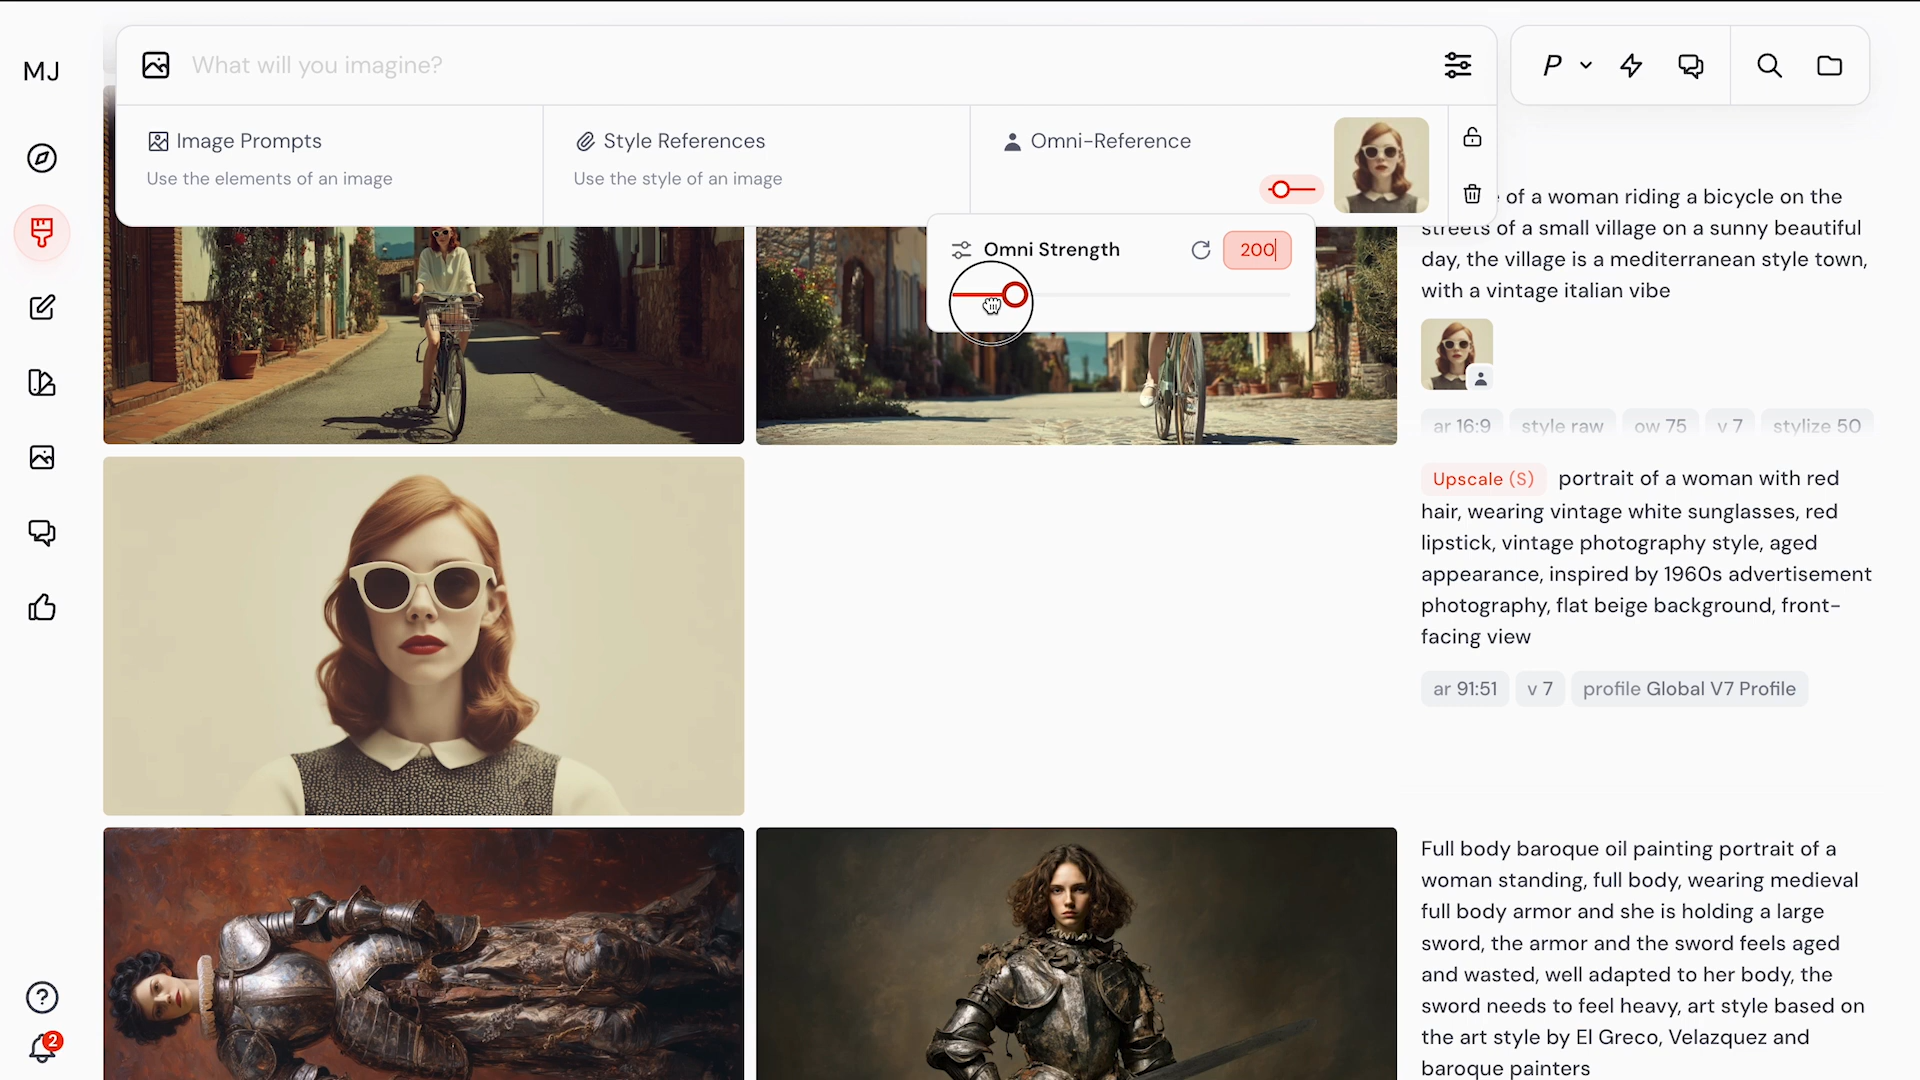 MJ
What will you imagine?
P
Image Prompts
Use the elements of an image
Style References
Use the style of an image
Omni-Reference
Omni Strength
200
of a woman riding a bicycle on the
streets of a small village on a sunny beautiful
day, the village is a mediterranean style town,
with a vintage italian vibe
ar 16:9 style raw ow 75 v 7 stylize 50
Upscale (S) portrait of a woman with red
hair, wearing vintage white sunglasses, red
lipstick, vintage photography style, aged
appearance, inspired by 1960s advertisement
photography, flat beige background, front-
facing view
ar 91:51 v 7 profile Global V7 Profile
Full body baroque oil painting portrait of a
woman standing, full body, wearing medieval
full body armor and she is holding a large
sword, the armor and the sword feels aged
and wasted, well adapted to her body, the
sword needs to feel heavy, art style based on
the art style by El Greco, Velazquez and
baroque painters
2